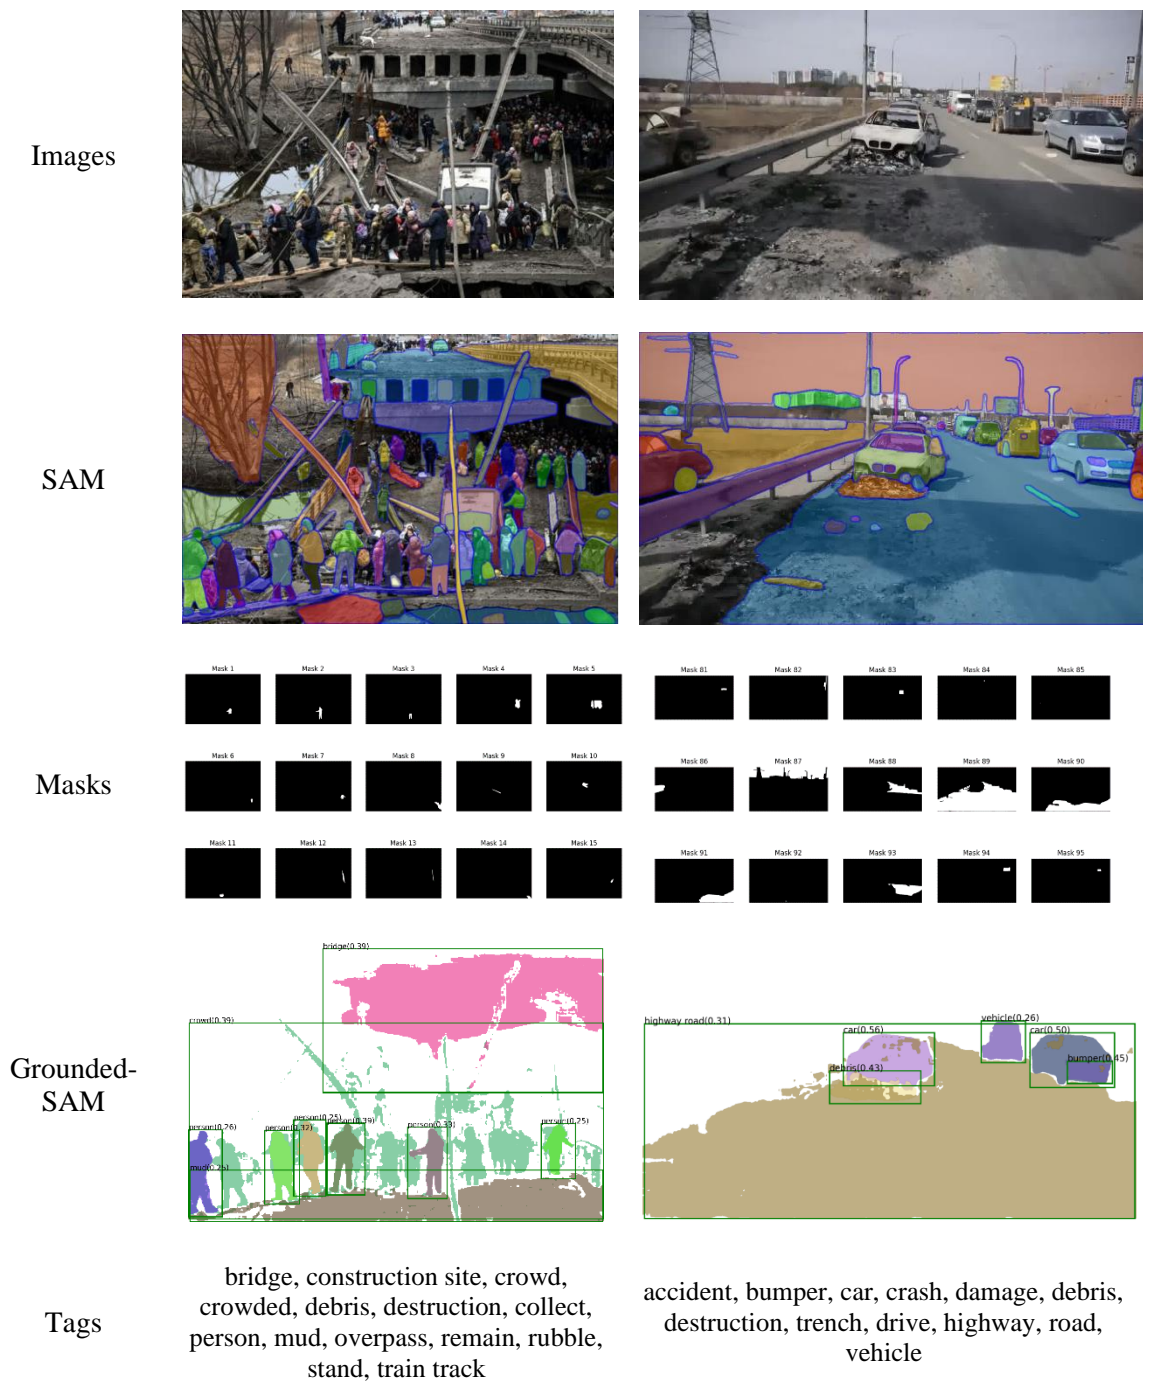 Images
SAM
Masks
Mask 1
Mask 2
Mask 3
Mask 4
Mask 5
Mask 6
Mask 7
Mask 8
Mask 9
Mask 10
Mask 11
Mask 12
Mask 13
Mask 14
Mask 15
Mask 81
Mask 82
Mask 83
Mask 84
Mask 85
Mask 86
Mask 87
Mask 88
Mask 89
Mask 90
Mask 91
Mask 92
Mask 93
Mask 94
Mask 95
Grounded-
SAM
bridge(0.39)
crowd(0.39)
person(0.26)
person(0.32)
person(0.25)
person(0.39)
person(0.33)
person(0.25)
mud(0.26)
highway road(0.31)
car(0.56)
vehicle(0.26)
car(0.50)
bumper(0.45)
debris(0.43)
Tags
bridge, construction site, crowd,
crowded, debris, destruction, collect,
person, mud, overpass, remain, rubble,
stand, train track
accident, bumper, car, crash, damage, debris,
destruction, trench, drive, highway, road,
vehicle